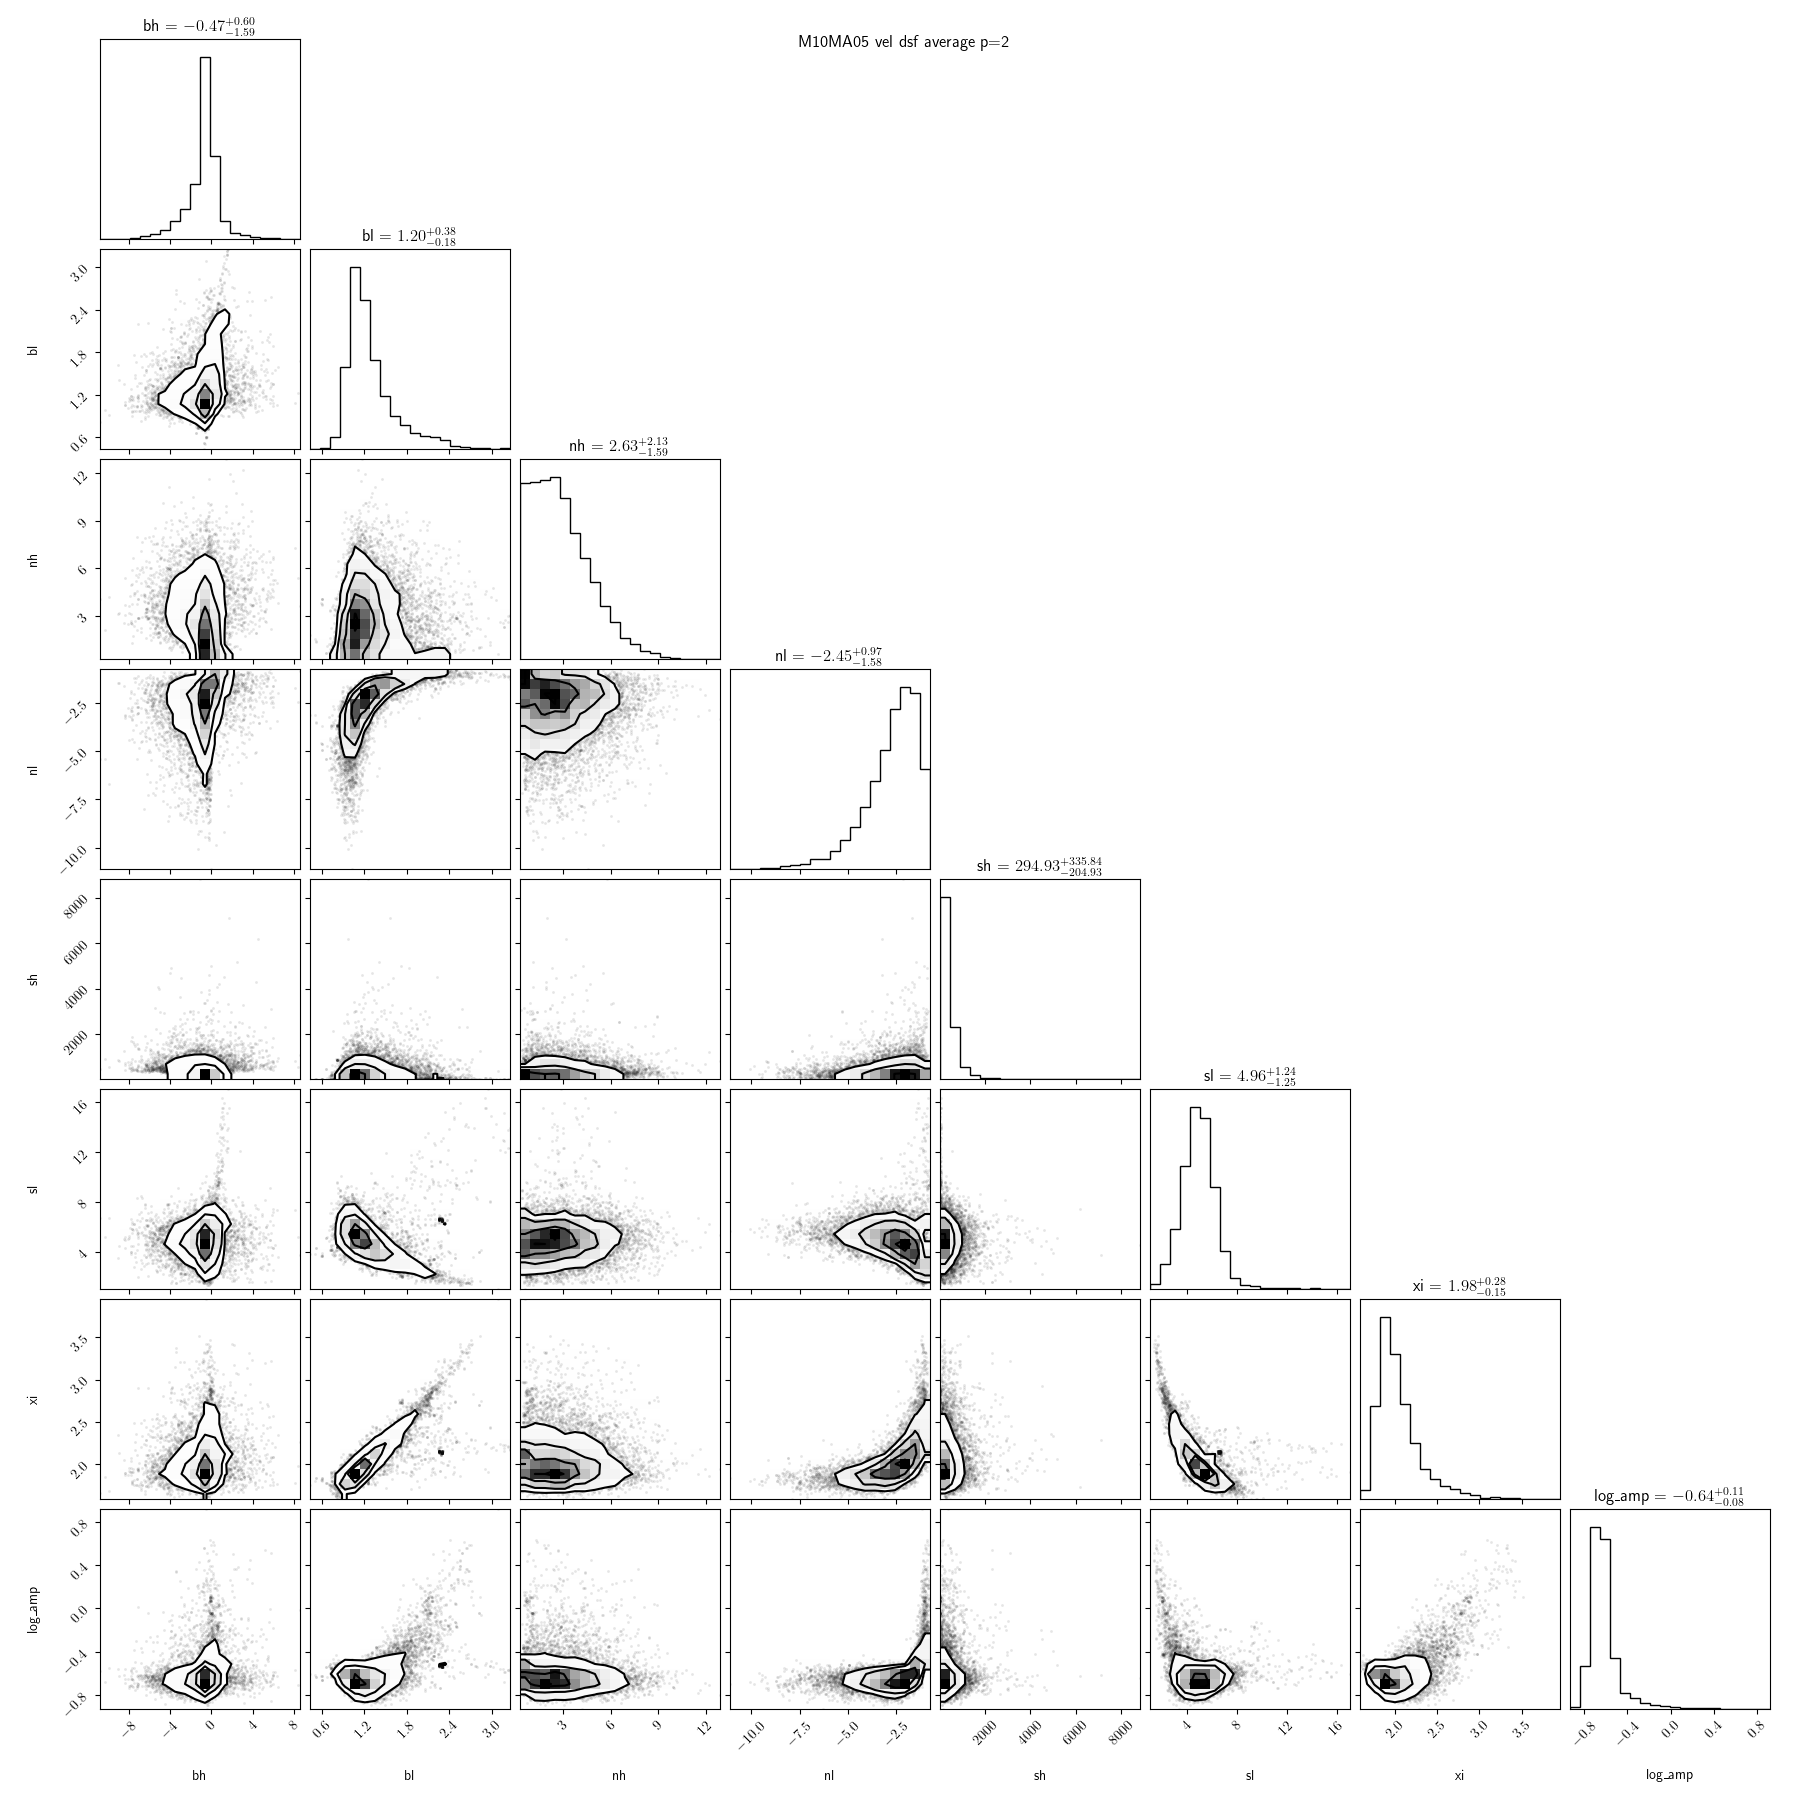 M10MA05 vel dsf average p=2
bh = −0.47 +0.60 −1.59
bl = 1.20 +0.38 −0.18
3.0
2.4
1.8
1.2
0.6
bl
nh = 2.63 +2.13 −1.59
12
9
6
3
nh
nl = −2.45 +0.97 −1.58
−2.5
−5.0
−7.5
−10.0
nl
sh = 294.93 +335.84 −204.93
8000
6000
4000
2000
sh
sl = 4.96 +1.24 −1.25
16
12
8
4
sl
xi = 1.98 +0.28 −0.15
3.5
3.0
2.5
2.0
xi
log_amp = −0.64 +0.11 −0.08
0.8
0.4
0.0
−0.4
−0.8
log_amp
−8 −4 0 4 8
0.6 1.2 1.8 2.4 3.0
3 6 9 12
−10.0 −7.5 −5.0 −2.5
2000 4000 6000 8000
4 8 12 16
2.0 2.5 3.0 3.5
−0.8 −0.4 0.0 0.4 0.8
bh bl nh nl sh sl xi log_amp